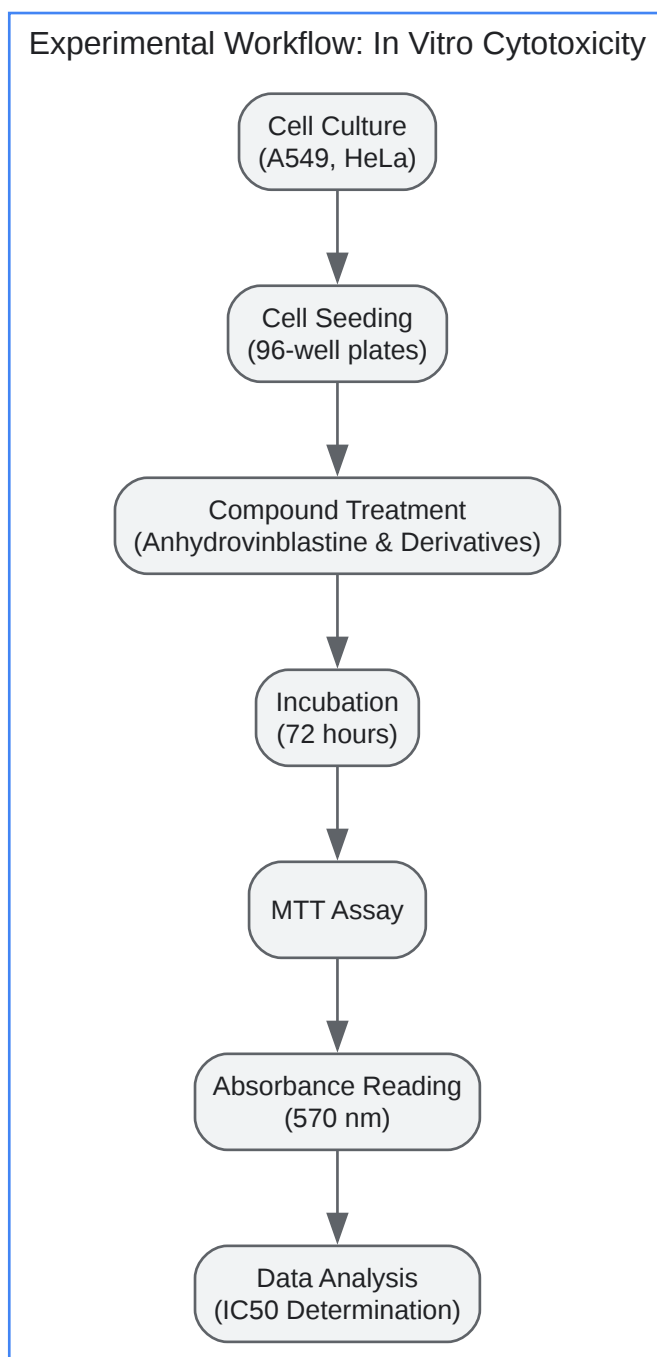 Experimental Workflow: In Vitro Cytotoxicity
Cell Culture
(A549, HeLa)
Cell Seeding
(96-well plates)
Compound Treatment
(Anhydrovinblastine & Derivatives)
Incubation
(72 hours)
MTT Assay
Absorbance Reading
(570 nm)
Data Analysis
(IC50 Determination)